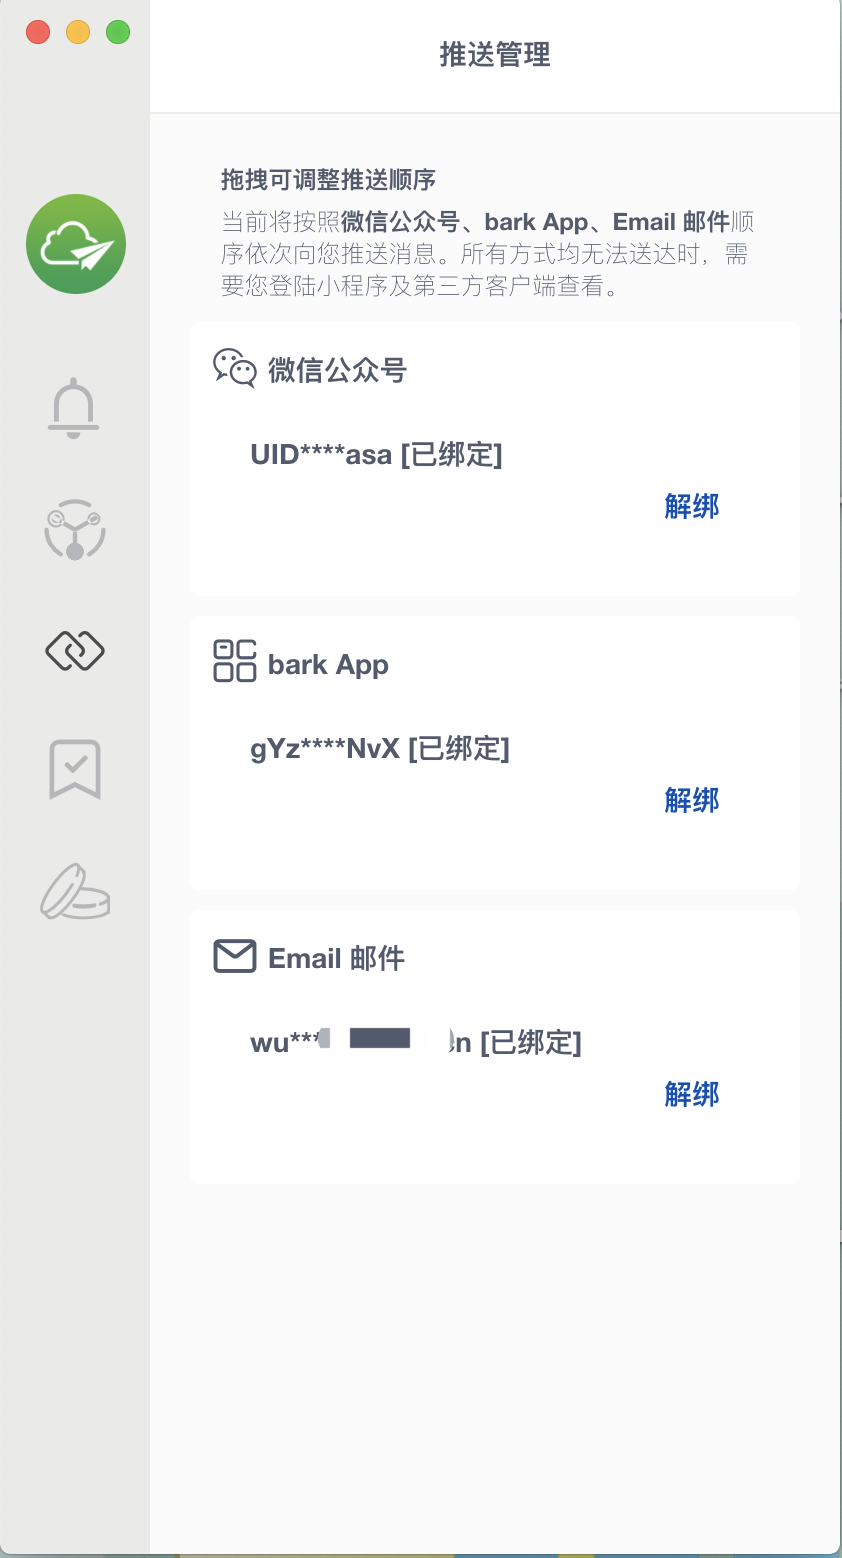 推送管理
拖拽可调整推送顺序
当前将按照微信公众号、bark App、Email 邮件顺
序依次向您推送消息。所有方式均无法送达时，需
要您登陆小程序及第三方客户端查看。
微信公众号
UID****asa [已绑定]
解绑
bark App
gYz****NvX [已绑定]
解绑
Email 邮件
wu*** n [已绑定]
解绑